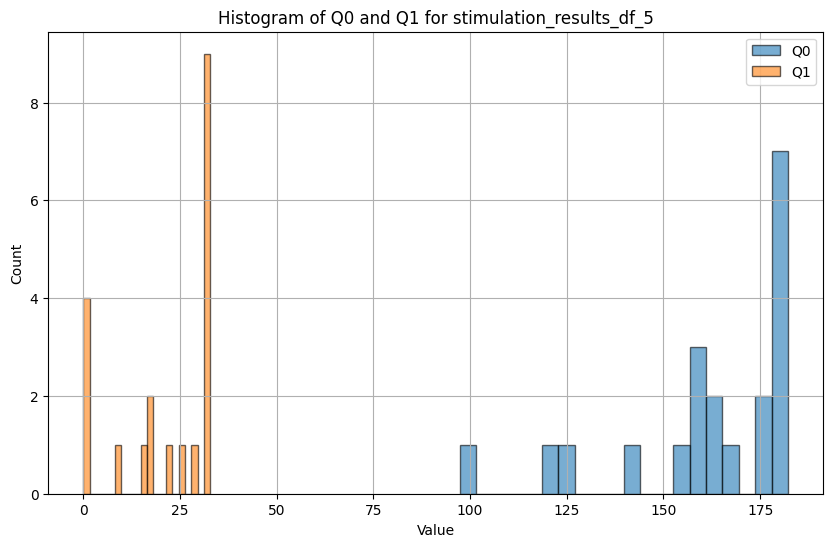 Histogram of Q0 and Q1 for stimulation_results_df_5
Q0
Q1
Count
8
6
4
2
0
0 25 50 75 100 125 150 175
Value